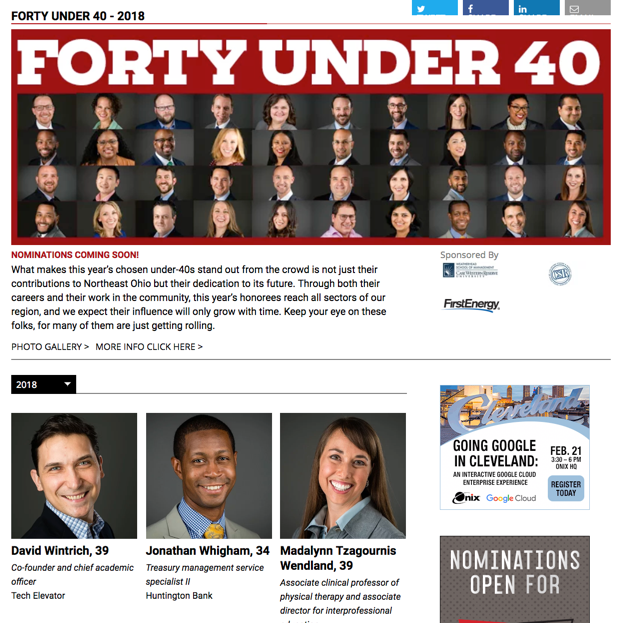 FORTY UNDER 40 - 2018
FORTY UNDER 40
NOMINATIONS COMING SOON!
What makes this year's chosen under-40s stand out from the crowd is not just their
contributions to Northeast Ohio but their dedication to its future. Through both their
careers and their work in the community, this year's honorees reach all sectors of our
region, and we expect their influence will only grow with time. Keep your eye on these
folks, for many of them are just getting rolling.
PHOTO GALLERY > MORE INFO CLICK HERE >
Sponsored By
WEATHERHEAD
SCHOOL OF MANAGEMENT
CASE WESTERN RESERVE
UNIVERSITY
FirstEnergy
2018
Cleveland
GOING GOOGLE
IN CLEVELAND:
AN INTERACTIVE GOOGLE CLOUD
ENTERPRISE EXPERIENCE
FEB. 21
3:30 – 6 PM
ONIX HQ
REGISTER
TODAY
Onix Google Cloud
David Wintrich, 39
Co-founder and chief academic
officer
Tech Elevator
Jonathan Whigham, 34
Treasury management service
specialist II
Huntington Bank
Madalynn Tzagournis
Wendland, 39
Associate clinical professor of
physical therapy and associate
director for interprofessional
NOMINATIONS
OPEN FOR